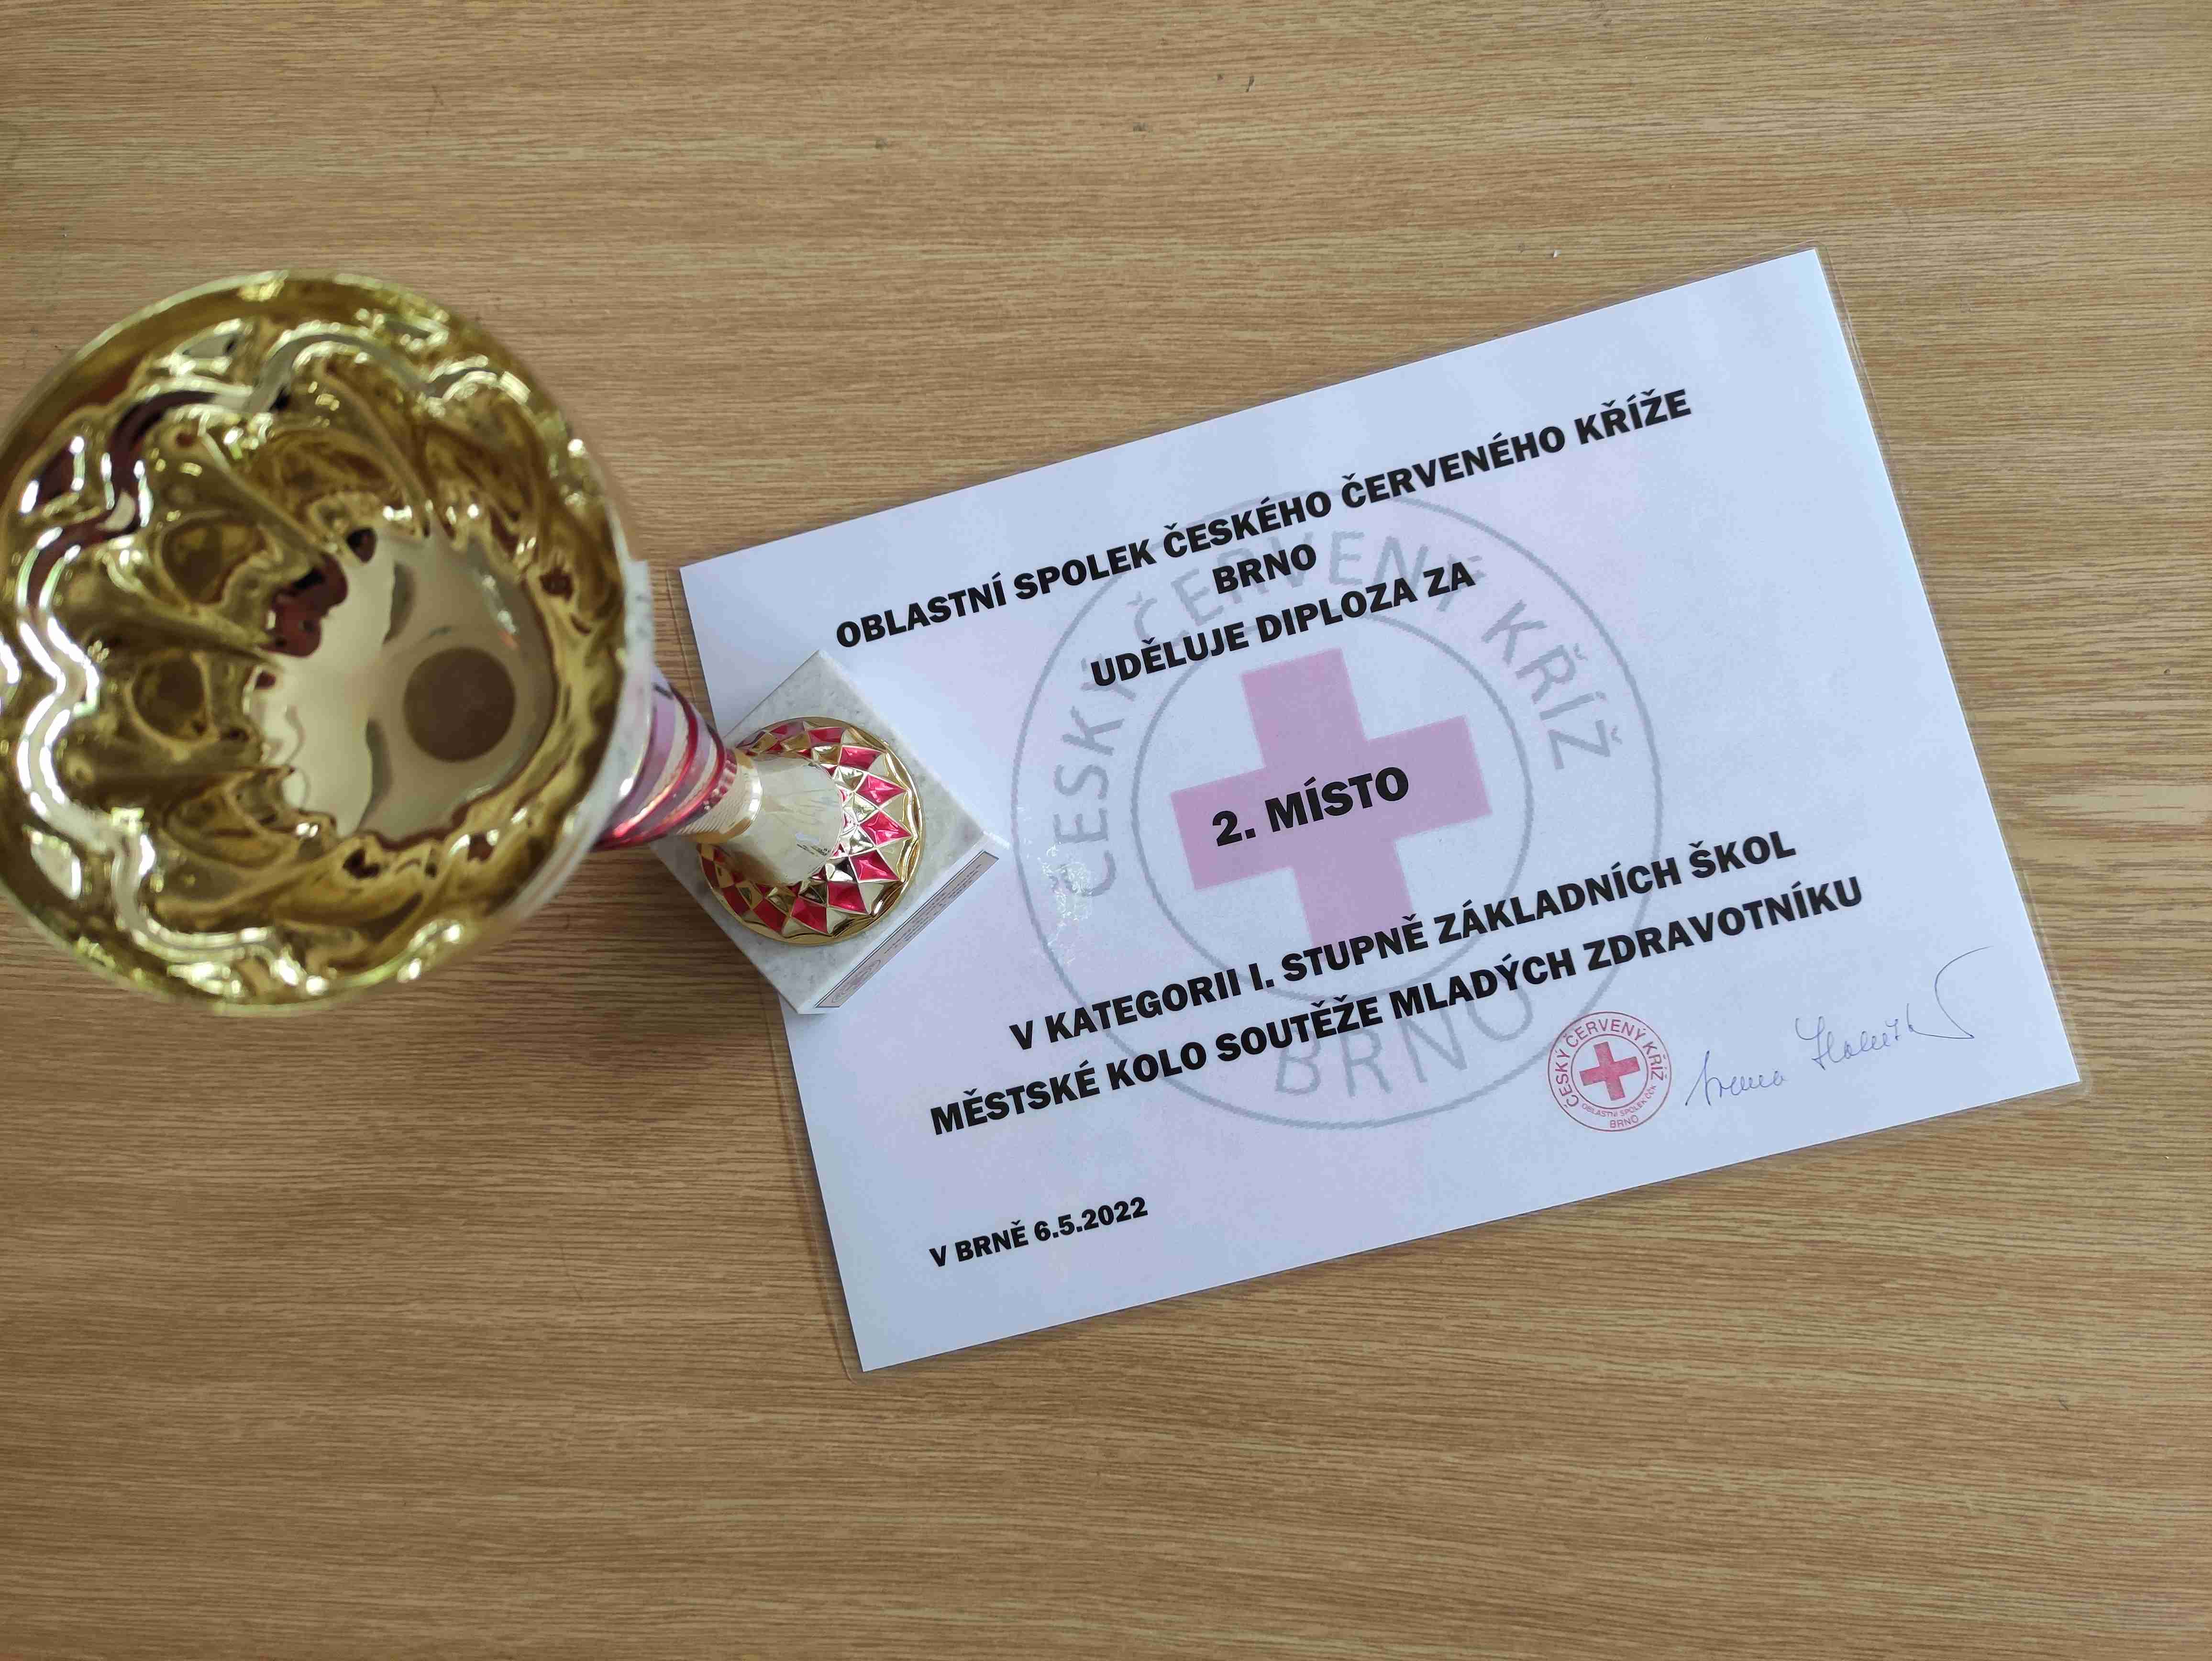 OBLASTNÍ SPOLEK ČESKÉHO ČERVENÉHO KŘÍŽE
BRNO
UDĚLUJE DIPLOZA ZA
ČESKÝ ČERVENÝ KŘÍŽ
2. MÍSTO
V KATEGORII I. STUPNĚ ZÁKLADNÍCH ŠKOL
MĚSTSKÉ KOLO SOUTĚŽE MLADÝCH ZDRAVOTNÍKU
BRNO
ČESKÝ ČERVENÝ KŘÍŽ
OBLASTNÍ SPOLEK ČČK
BRNO
V BRNĚ 6.5.2022